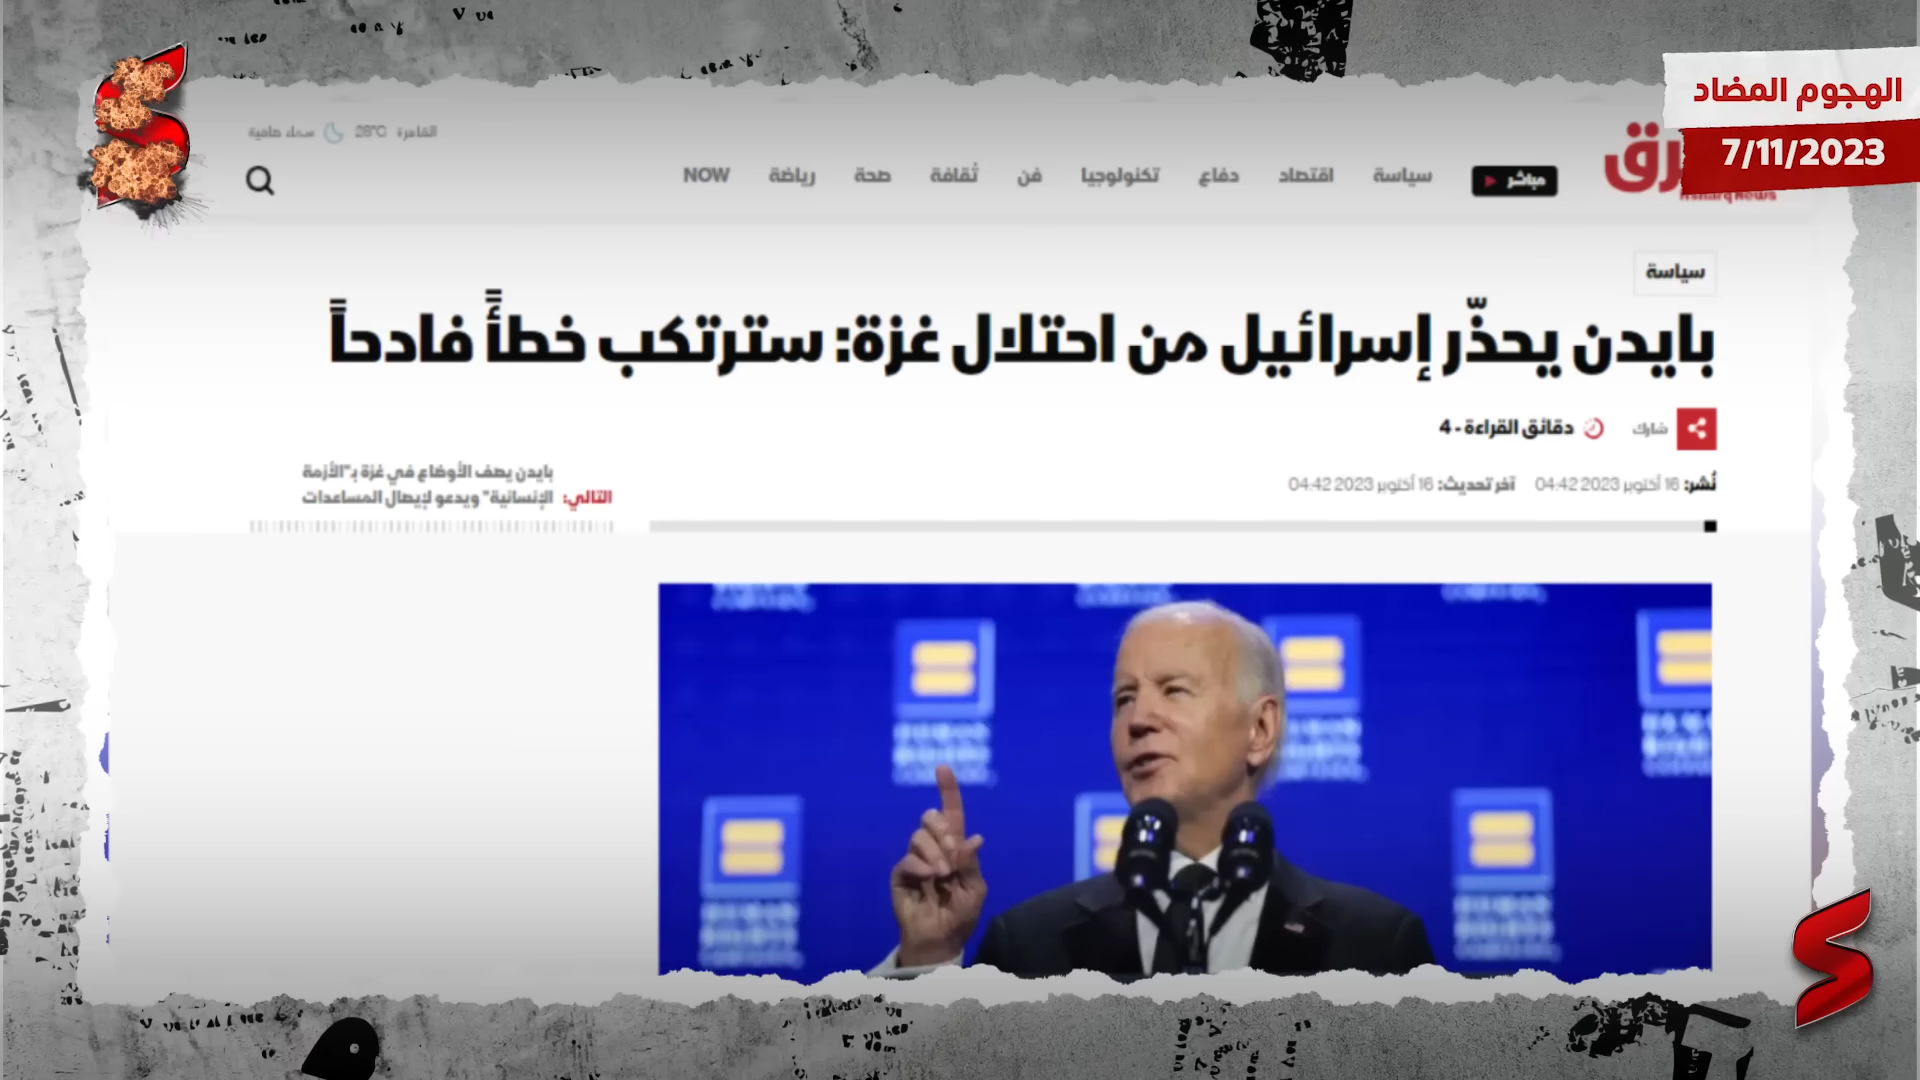 الهجوم المضاد
7/11/2023
القاهرة 26°C سماء صافية
مباشر سياسة اقتصاد دفاع تكنولوجيا فن ثقافة صحة رياضة NOW
Asharq News
سياسة
بايدن يحذّر إسرائيل من احتلال غزة: سترتكب خطأً فادحاً
شارك دقائق القراءة - 4
نُشر: 16 أكتوبر 2023 04:42 آخر تحديث: 16 أكتوبر 2023 04:42
التالي: بايدن يصف الأوضاع في غزة بـ"الأزمة
الإنسانية" ويدعو لإيصال المساعدات